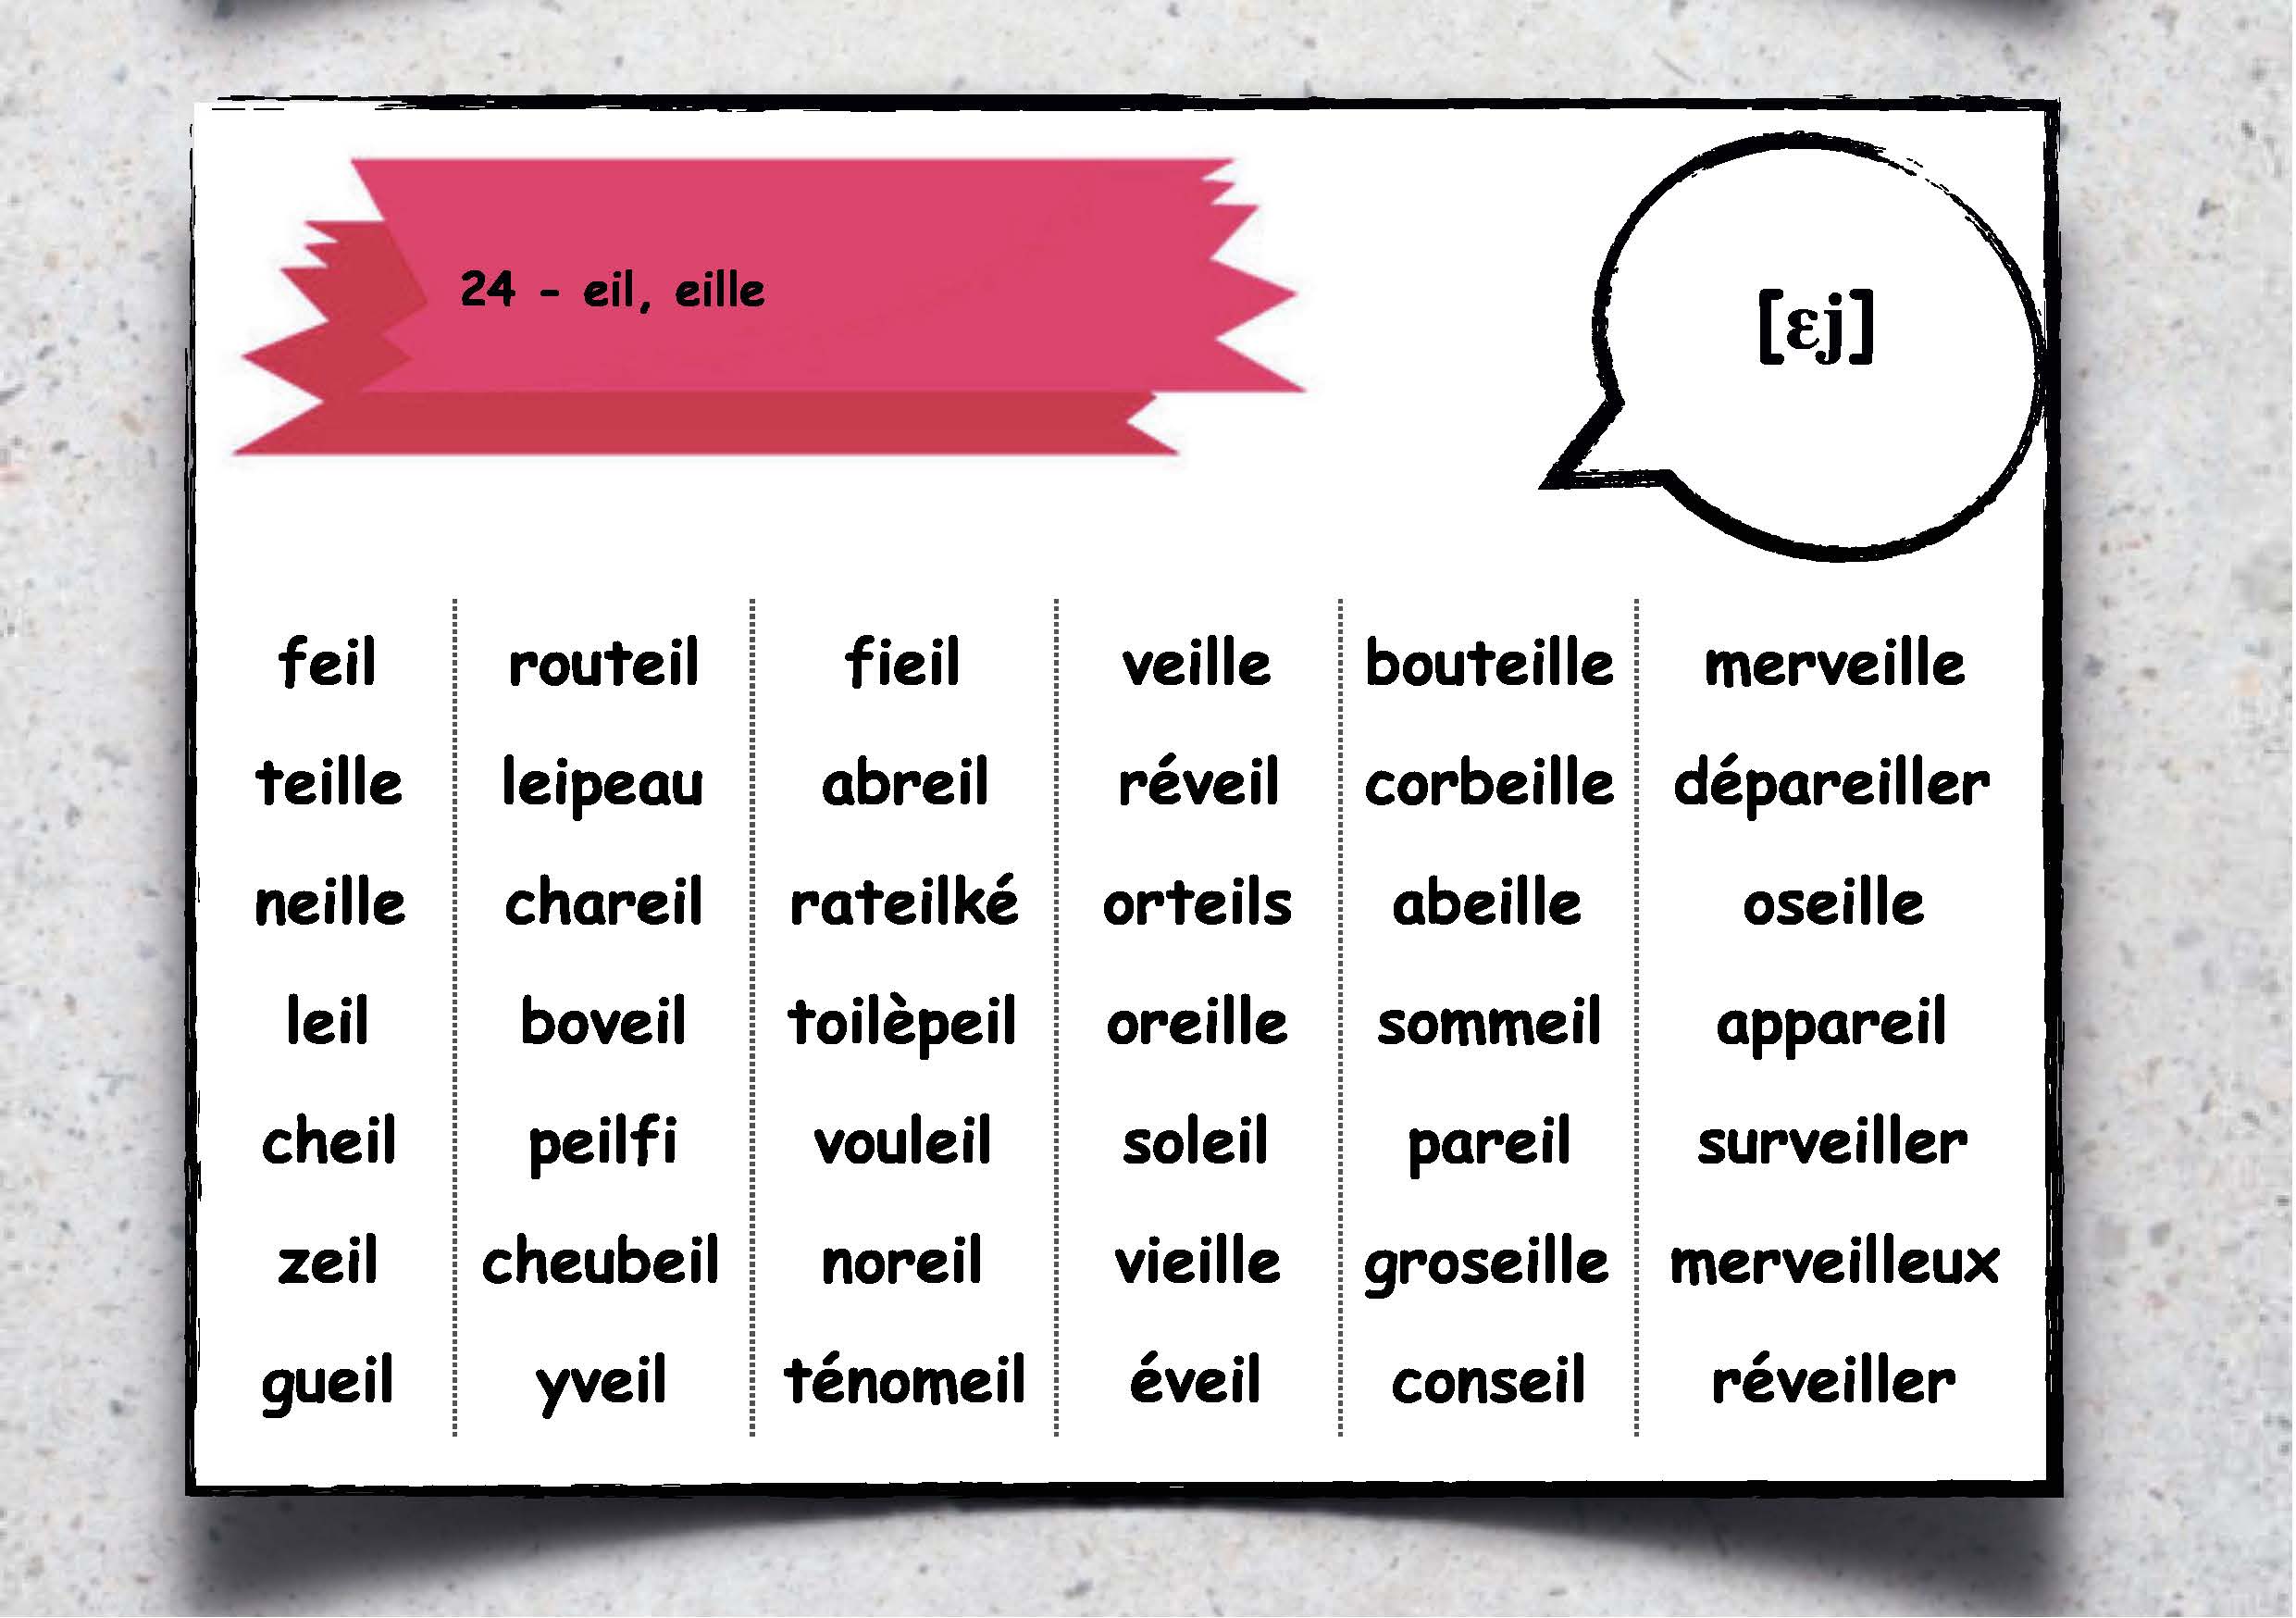 24 - eil, eille
[ɛj]
feil routeil fieil veille bouteille merveille
teille leipeau abreil réveil corbeille dépareiller
neille chareil rateilké orteils abeille oseille
leil boveil toilèpeil oreille sommeil appareil
cheil peilfi vouleil soleil pareil surveiller
zeil cheubeil noreil vieille groseille merveilleux
gueil yveil ténomeil éveil conseil réveiller